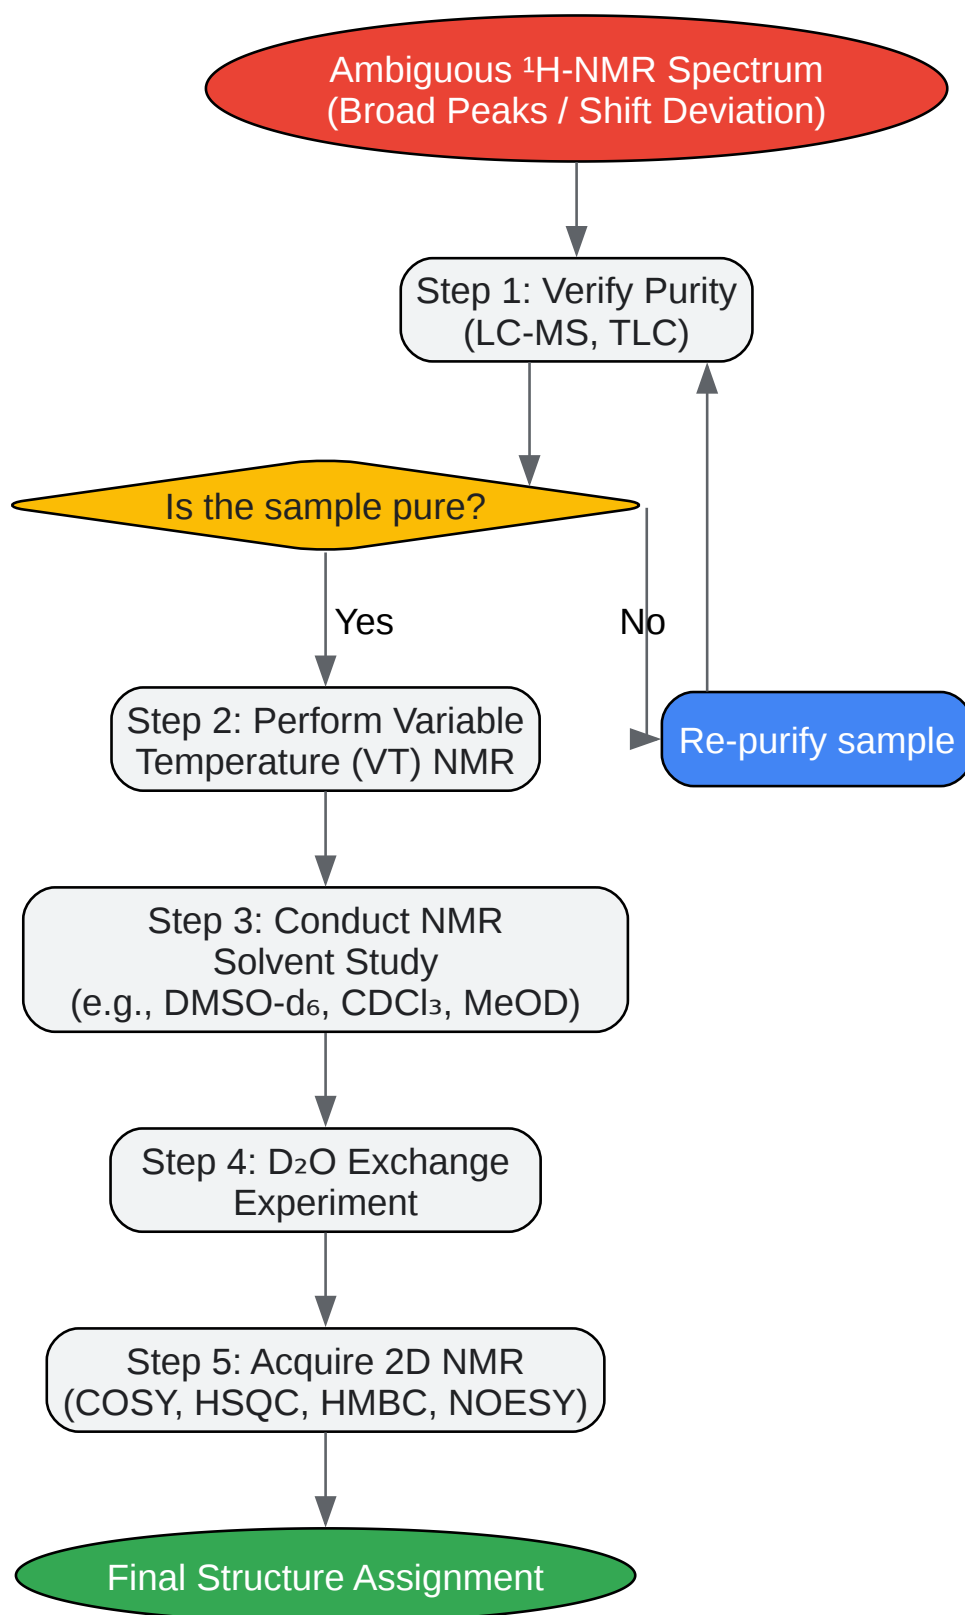 Ambiguous ¹H-NMR Spectrum
(Broad Peaks / Shift Deviation)
Step 1: Verify Purity
(LC-MS, TLC)
Is the sample pure?
Yes
No
Step 2: Perform Variable
Temperature (VT) NMR
Re-purify sample
Step 3: Conduct NMR
Solvent Study
(e.g., DMSO-d₆, CDCl₃, MeOD)
Step 4: D₂O Exchange
Experiment
Step 5: Acquire 2D NMR
(COSY, HSQC, HMBC, NOESY)
Final Structure Assignment